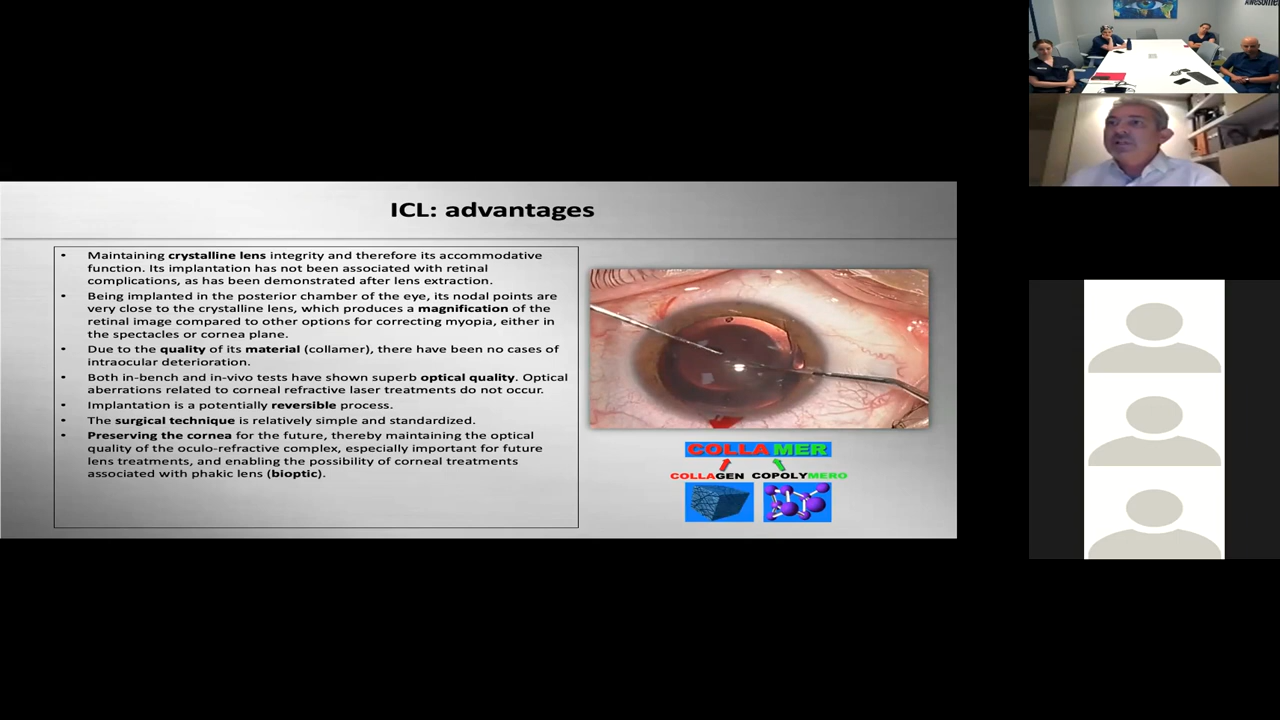 Awesome
ICL: advantages
• Maintaining crystalline lens integrity and therefore its accommodative
function. Its implantation has not been associated with retinal
complications, as has been demonstrated after lens extraction.
• Being implanted in the posterior chamber of the eye, its nodal points are
very close to the crystalline lens, which produces a magnification of the
retinal image compared to other options for correcting myopia, either in
the spectacles or cornea plane.
• Due to the quality of its material (collamer), there have been no cases of
intraocular deterioration.
• Both in-bench and in-vivo tests have shown superb optical quality. Optical
aberrations related to corneal refractive laser treatments do not occur.
• Implantation is a potentially reversible process.
• The surgical technique is relatively simple and standardized.
• Preserving the cornea for the future, thereby maintaining the optical
quality of the oculo-refractive complex, especially important for future
lens treatments, and enabling the possibility of corneal treatments
associated with phakic lens (bioptic).
COLLAMER
COLLAGEN COPOLYMERO